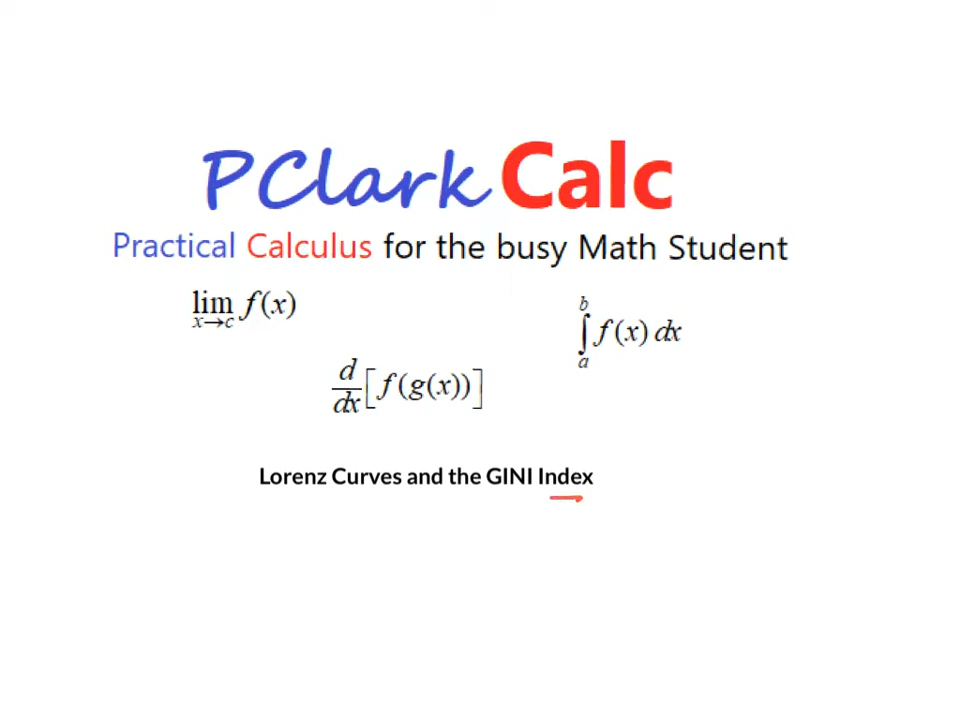 PClark Calc
Practical Calculus for the busy Math Student
lim x→c f(x)
∫ a b f(x) dx
d/dx [f(g(x))]
Lorenz Curves and the GINI Index